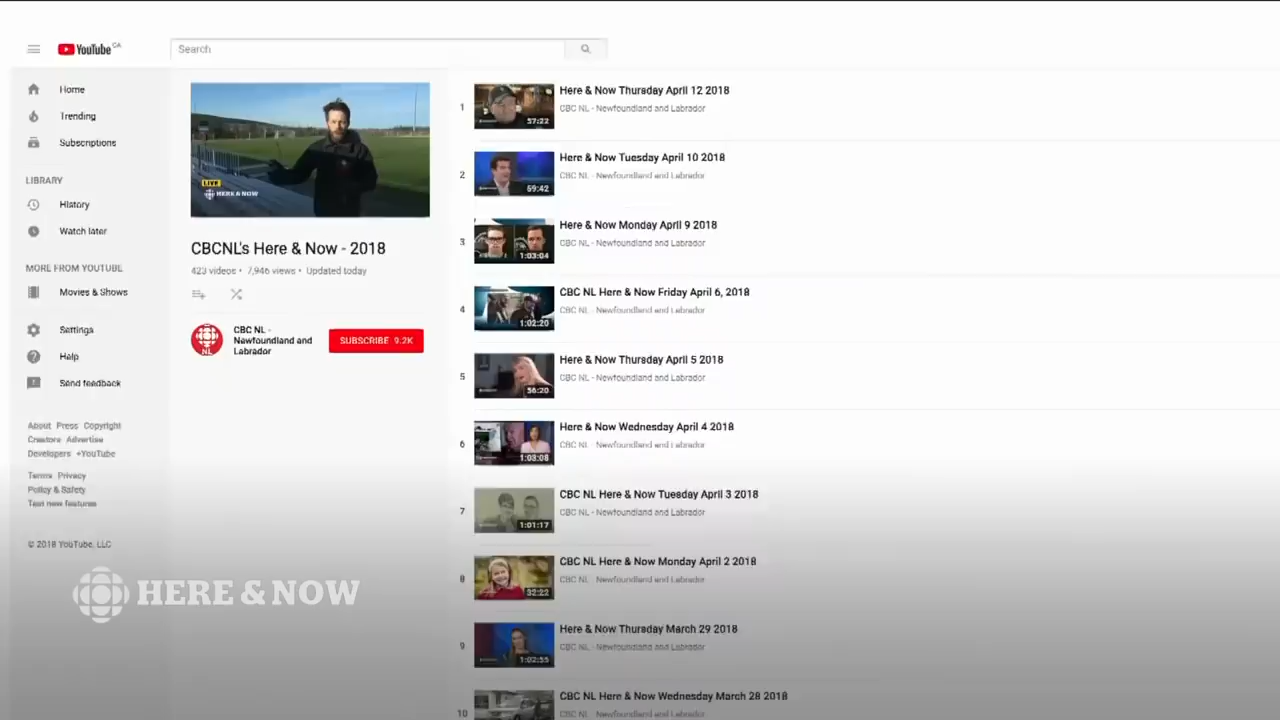 YouTube CA
Search
Home
Trending
Subscriptions
LIBRARY
History
Watch later
MORE FROM YOUTUBE
Movies & Shows
Settings
Help
Send feedback
About Press Copyright
Creators Advertise
Developers +YouTube
Terms Privacy
Policy & Safety
Test new features
© 2018 YouTube, LLC
LIVE
HERE & NOW
CBCNL's Here & Now - 2018
423 videos • 7,946 views • Updated today
NL
CBC NL -
Newfoundland and
Labrador
SUBSCRIBE 9.2K
1
57:22
Here & Now Thursday April 12 2018
CBC NL - Newfoundland and Labrador
2
59:42
Here & Now Tuesday April 10 2018
CBC NL - Newfoundland and Labrador
3
1:03:04
Here & Now Monday April 9 2018
CBC NL - Newfoundland and Labrador
4
1:02:20
CBC NL Here & Now Friday April 6, 2018
CBC NL - Newfoundland and Labrador
5
56:20
Here & Now Thursday April 5 2018
CBC NL - Newfoundland and Labrador
6
1:03:08
Here & Now Wednesday April 4 2018
CBC NL - Newfoundland and Labrador
7
1:01:17
CBC NL Here & Now Tuesday April 3 2018
CBC NL - Newfoundland and Labrador
8
32:22
CBC NL Here & Now Monday April 2 2018
CBC NL - Newfoundland and Labrador
9
1:02:55
Here & Now Thursday March 29 2018
CBC NL - Newfoundland and Labrador
10
CBC NL Here & Now Wednesday March 28 2018
CBC NL - Newfoundland and Labrador
HERE & NOW